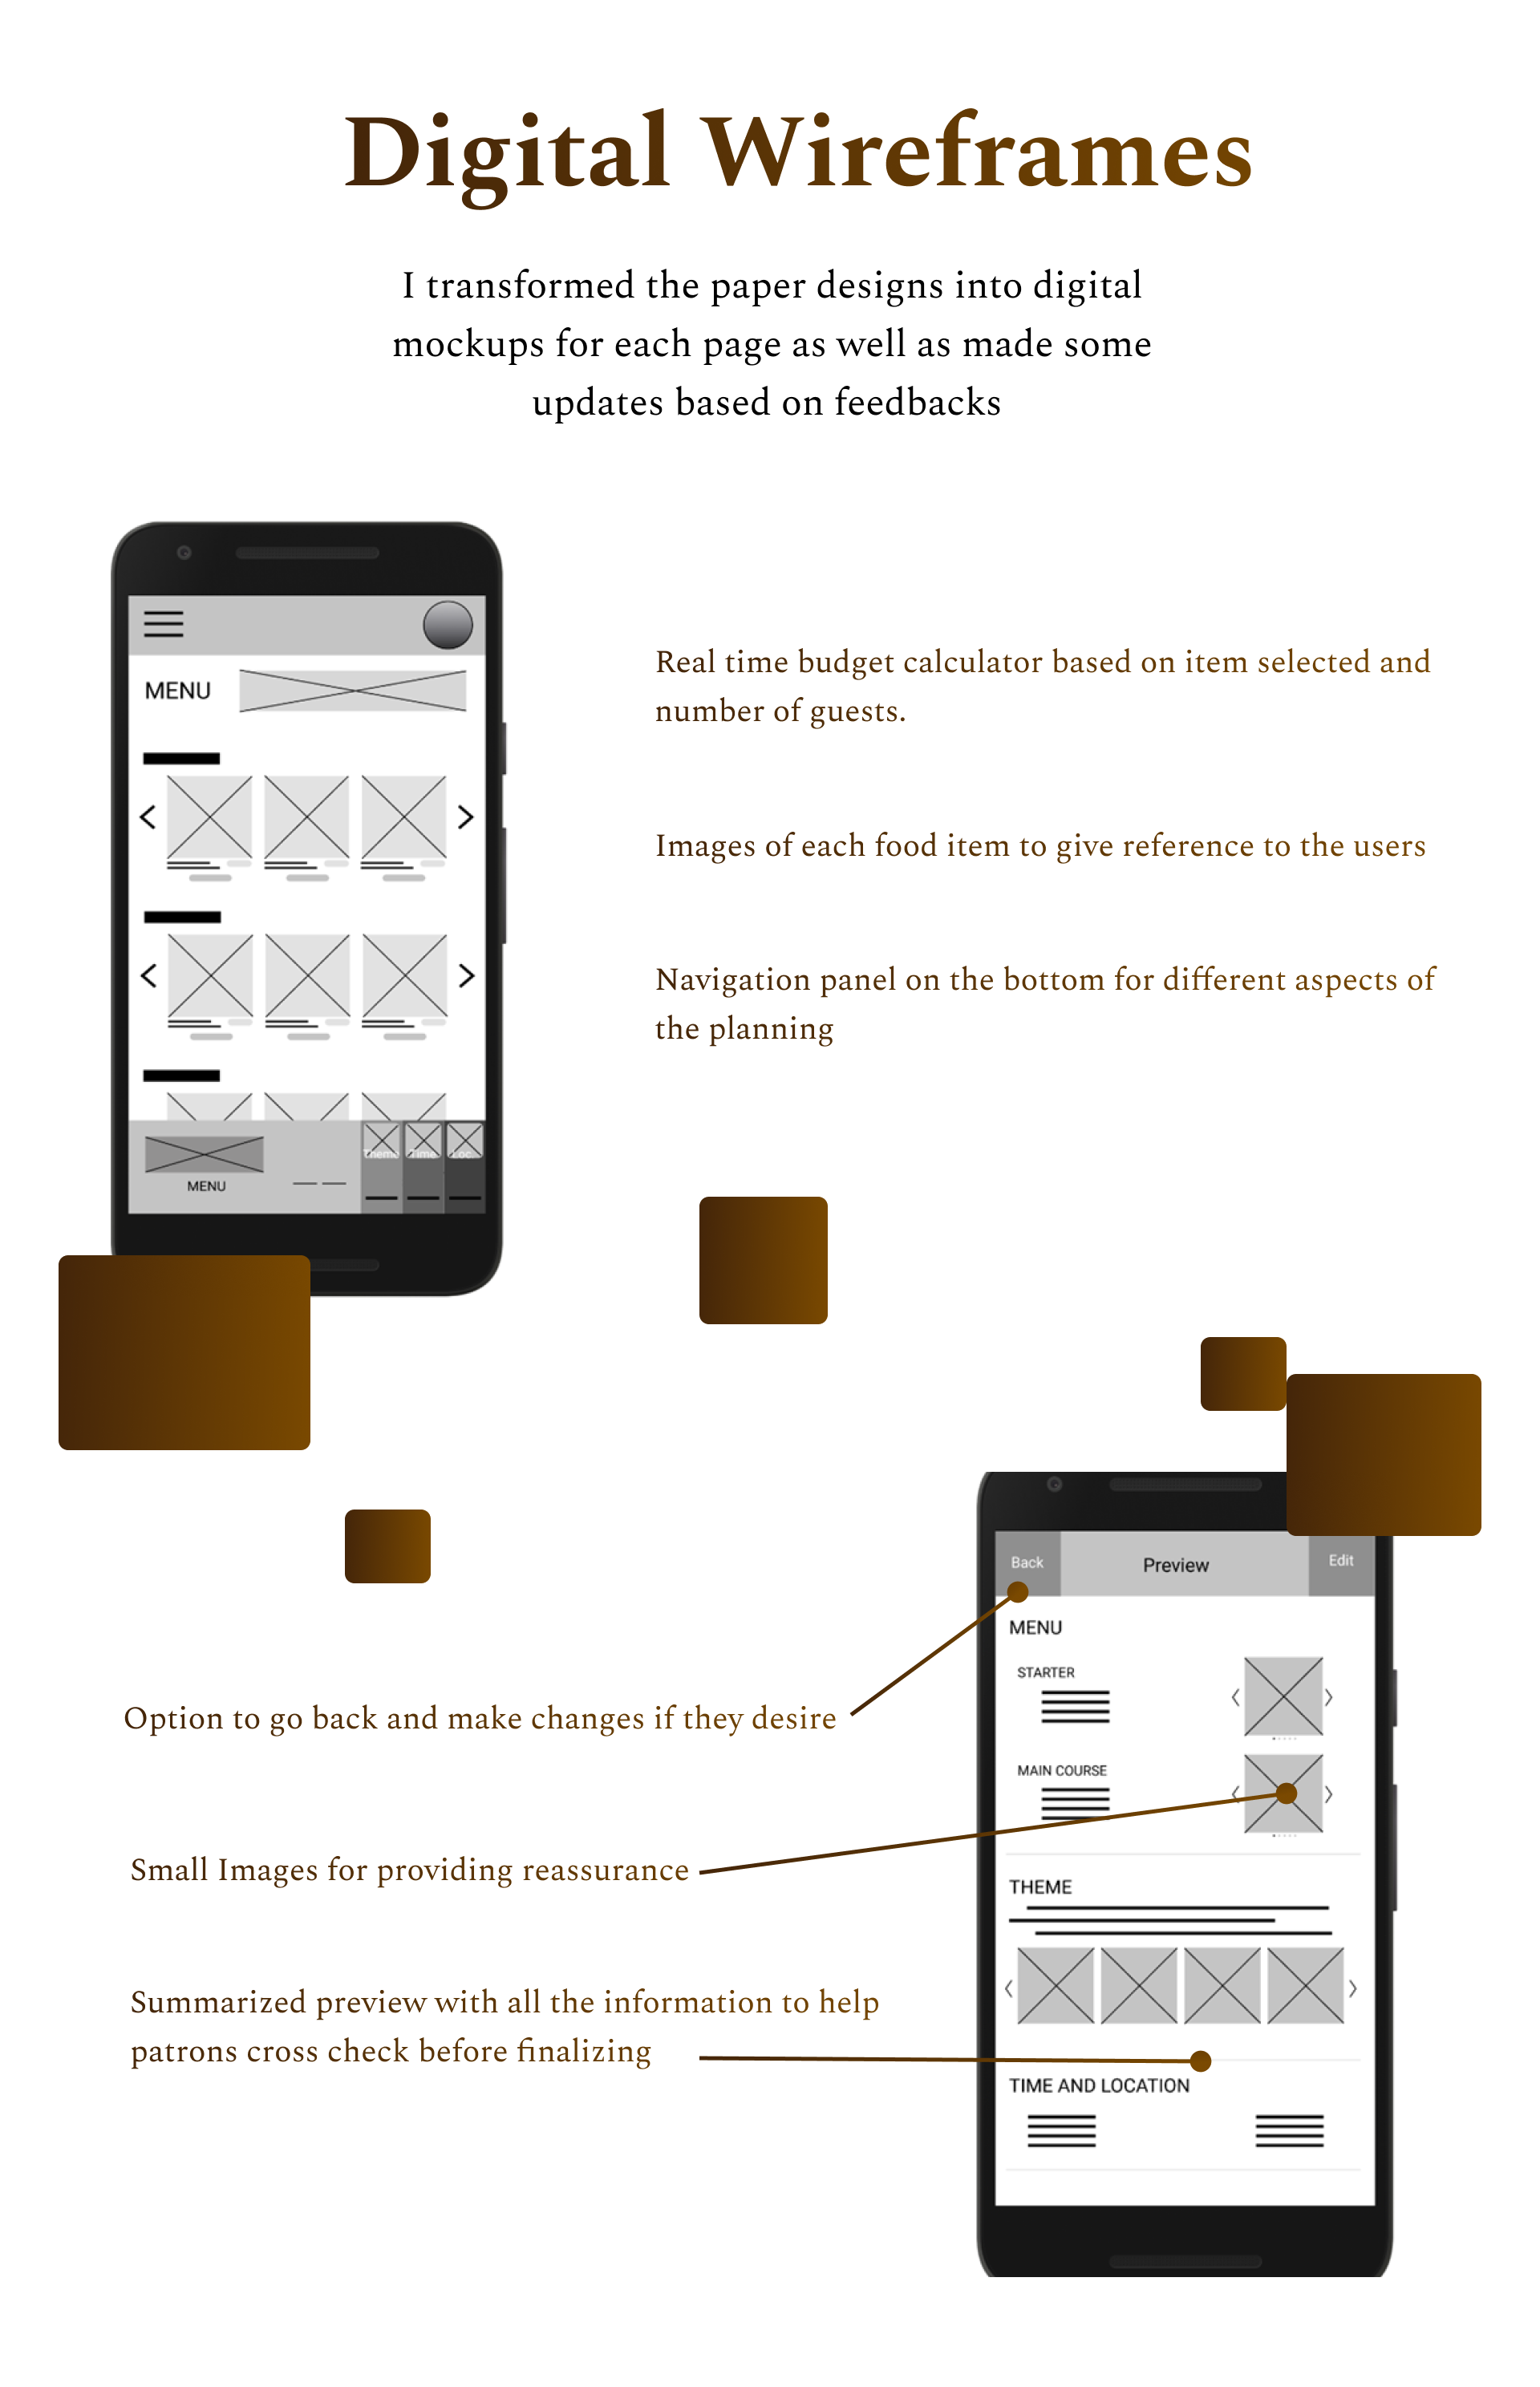 Digital Wireframes
I transformed the paper designs into digital
mockups for each page as well as made some
updates based on feedbacks
MENU
Theme Time Loc.
MENU
Real time budget calculator based on item selected and
number of guests.
Images of each food item to give reference to the users
Navigation panel on the bottom for different aspects of
the planning
Back Preview Edit
MENU
STARTER
MAIN COURSE
THEME
TIME AND LOCATION
Option to go back and make changes if they desire
Small Images for providing reassurance
Summarized preview with all the information to help
patrons cross check before finalizing